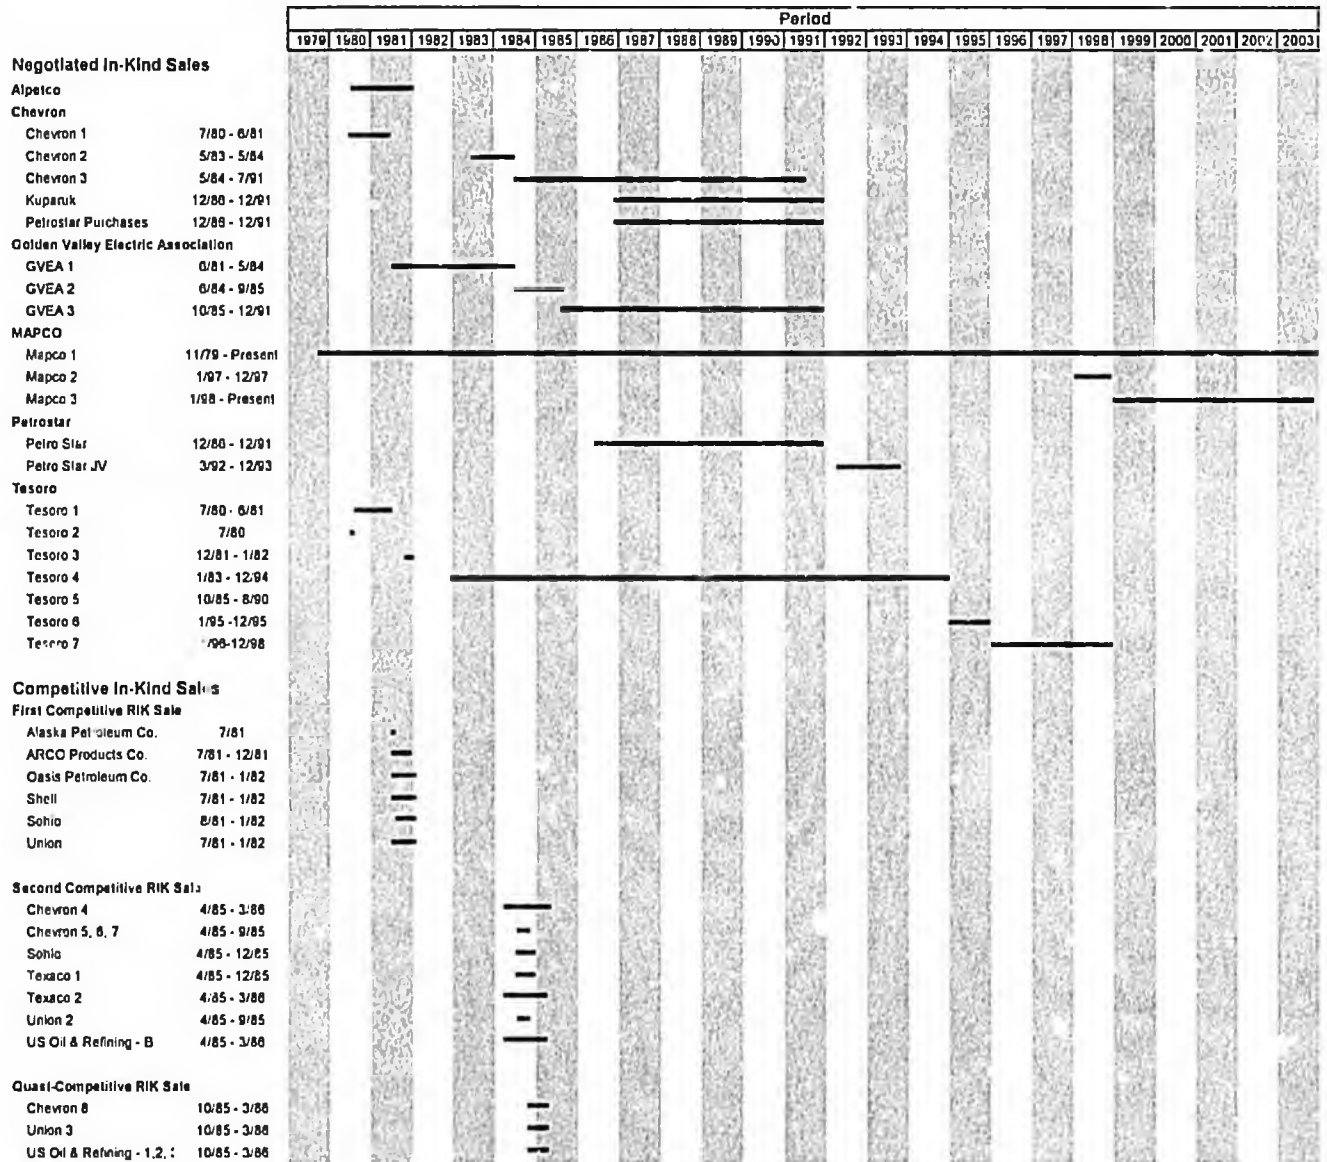 Period
1979 1980 1981 1982 1983 1984 1985 1986 1987 1988 1989 1990 1991 1992 1993 1994 1995 1996 1997 1998 1999 2000 2001 2002 2003
Negotiated In-Kind Sales
Alpetco
Chevron
Chevron 1 7/80 - 6/81
Chevron 2 5/83 - 5/84
Chevron 3 5/84 - 7/91
Kuparuk 12/86 - 12/91
Petrostar Purchases 12/86 - 12/91
Golden Valley Electric Association
GVEA 1 6/81 - 5/84
GVEA 2 6/84 - 9/85
GVEA 3 10/85 - 12/91
MAPCO
Mapco 1 11/79 - Present
Mapco 2 1/97 - 12/97
Mapco 3 1/98 - Present
Petrostar
Petro Star 12/86 - 12/91
Petro Star JV 3/92 - 12/93
Tesoro
Tesoro 1 7/80 - 6/81
Tesoro 2 7/80
Tesoro 3 12/81 - 1/82
Tesoro 4 1/83 - 12/94
Tesoro 5 10/85 - 8/90
Tesoro 6 1/95 -12/95
Tesoro 7 /96-12/98
Competitive In-Kind Sales
First Competitive RIK Sale
Alaska Petroleum Co. 7/81
ARCO Products Co. 7/81 - 12/81
Oasis Petroleum Co. 7/81 - 1/82
Shell 7/81 - 1/82
Sohio 8/81 - 1/82
Union 7/81 - 1/82
Second Competitive RIK Sale
Chevron 4 4/85 - 3/86
Chevron 5, 6, 7 4/85 - 9/85
Sohio 4/85 - 12/85
Texaco 1 4/85 - 12/85
Texaco 2 4/85 - 3/86
Union 2 4/85 - 9/85
US Oil & Refining - B 4/85 - 3/86
Quasi-Competitive RIK Sale
Chevron 8 10/85 - 3/86
Union 3 10/85 - 3/86
US Oil & Refining - 1,2, 10/85 - 3/86